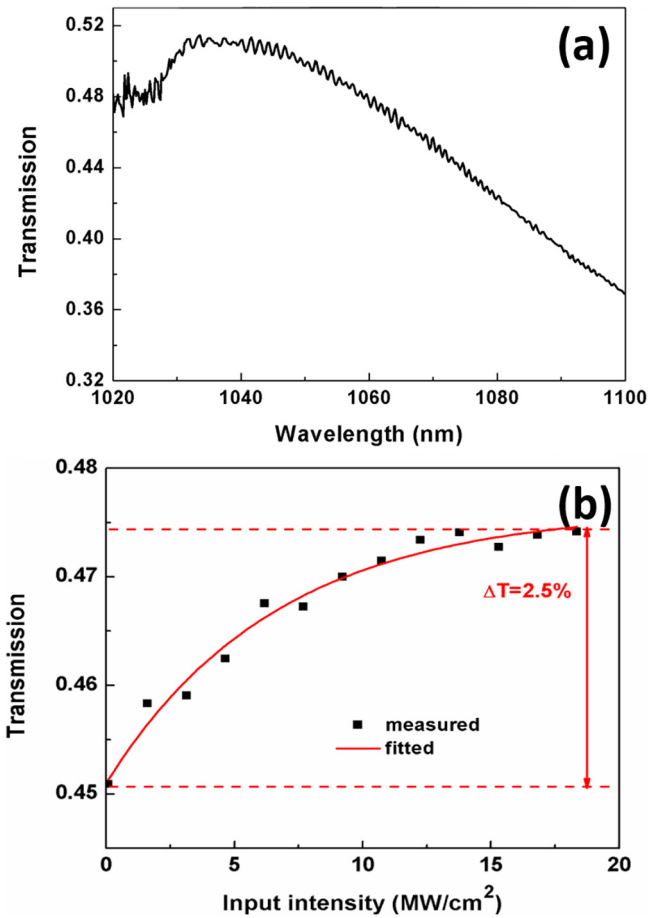 (a)
0.52
0.48
0.44
0.40
0.36
0.32
Transmission
1020 1040 1060 1080 1100
Wavelength (nm)
(b)
0.48
0.47
0.46
0.45
Transmission
ΔT=2.5%
measured
fitted
0 5 10 15 20
Input intensity (MW/cm²)